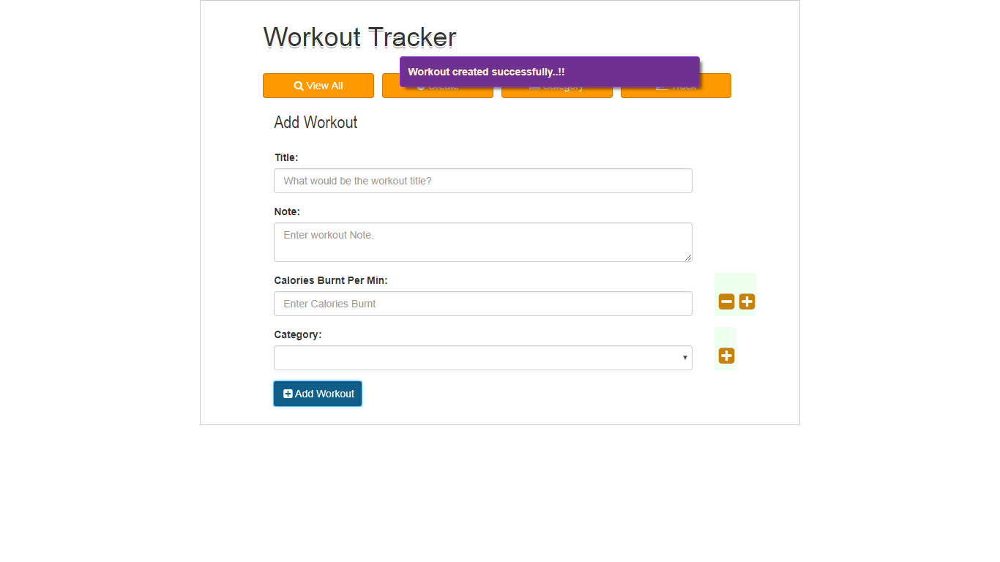 Workout Tracker
Workout created successfully..!!
View All Create Category Track
Add Workout
Title:
What would be the workout title?
Note:
Enter workout Note.
Calories Burnt Per Min:
Enter Calories Burnt
Category:
Add Workout